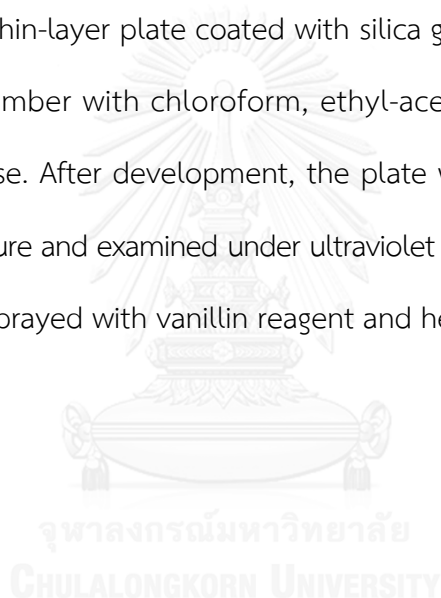 hin-layer plate coated with silica g
mber with chloroform, ethyl-ace
se. After development, the plate
ure and examined under ultraviolet
prayed with vanillin reagent and he
จุฬาลงกรณ์มหาวิทยาลัย
CHULALONGKORN UNIVERSITY